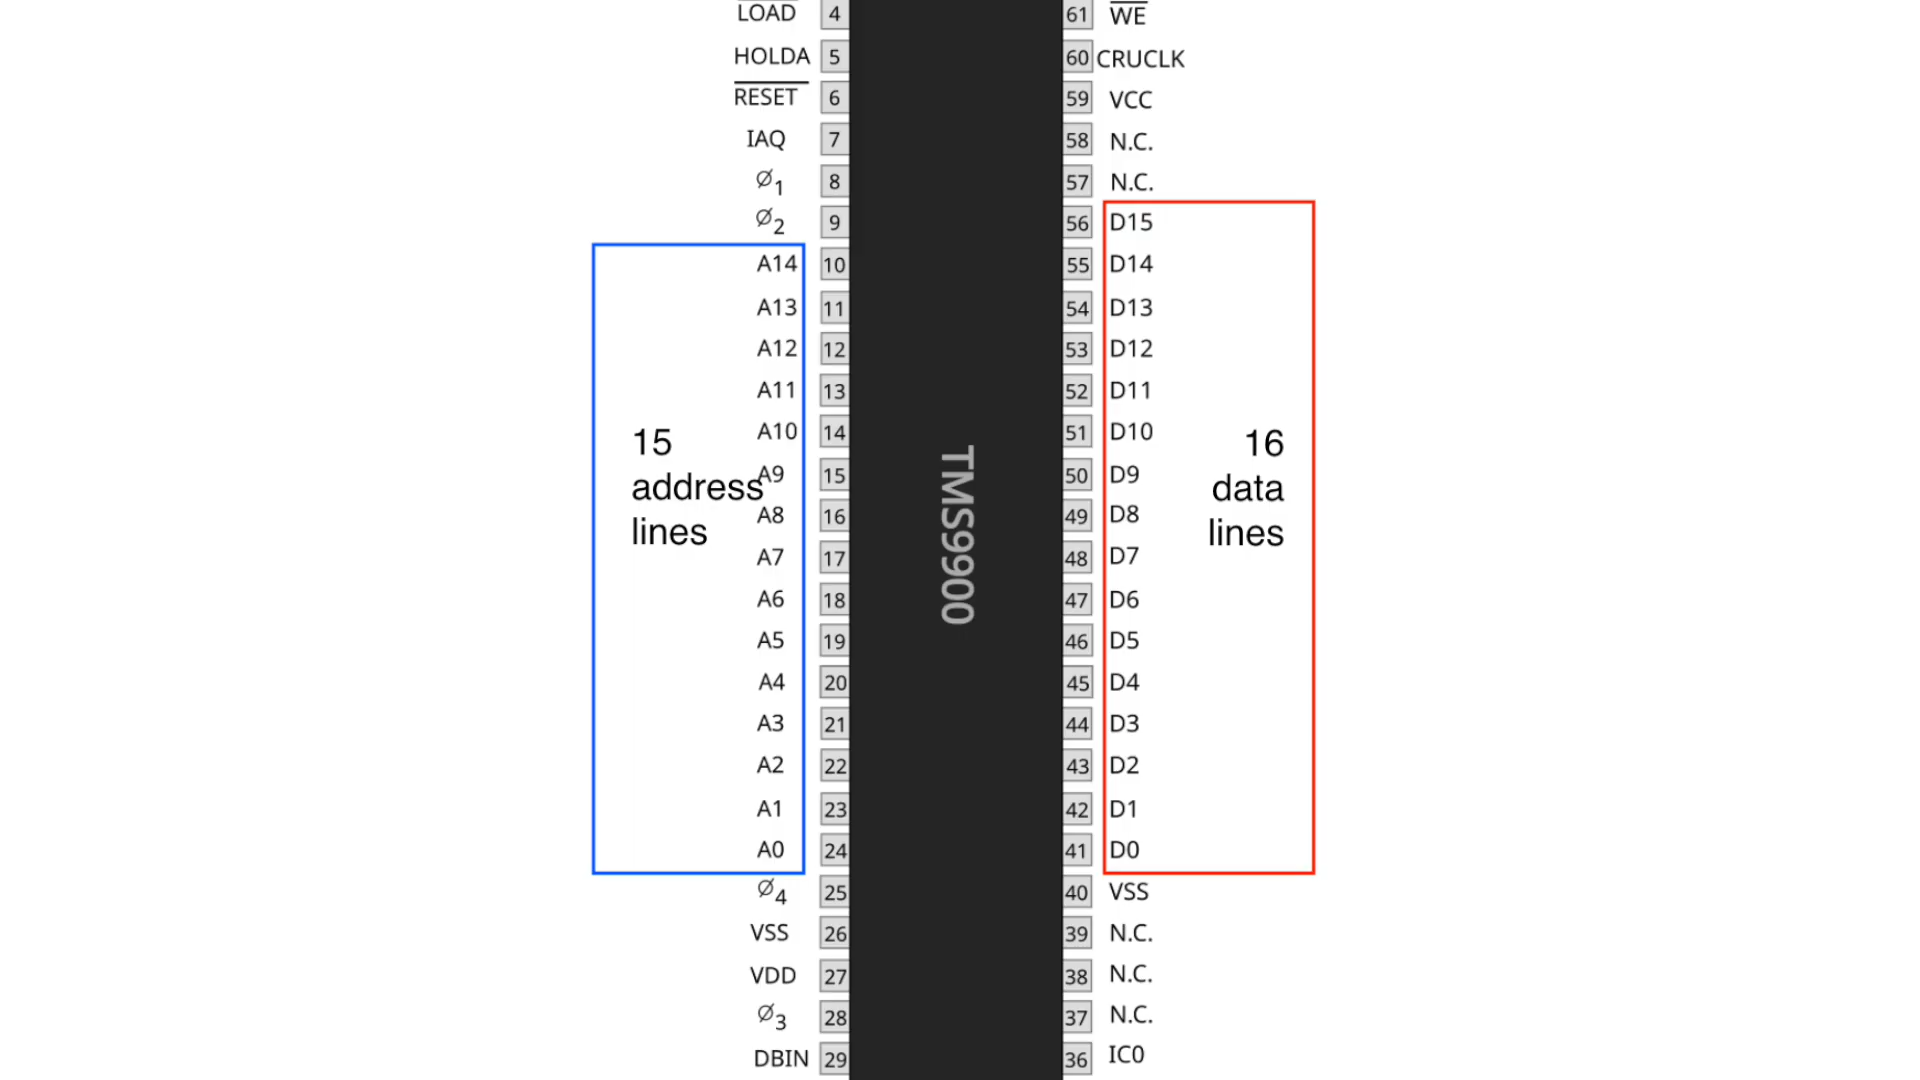 LOAD 4
HOLDA 5
RESET 6
IAQ 7
∅1 8
∅2 9
A14 10
A13 11
A12 12
A11 13
A10 14
A9 15
A8 16
A7 17
A6 18
A5 19
A4 20
A3 21
A2 22
A1 23
A0 24
∅4 25
VSS 26
VDD 27
∅3 28
DBIN 29
15
address
lines
TMS9900
61 WE
60 CRUCLK
59 VCC
58 N.C.
57 N.C.
56 D15
55 D14
54 D13
53 D12
52 D11
51 D10
50 D9
49 D8
48 D7
47 D6
46 D5
45 D4
44 D3
43 D2
42 D1
41 D0
40 VSS
39 N.C.
38 N.C.
37 N.C.
36 IC0
16
data
lines